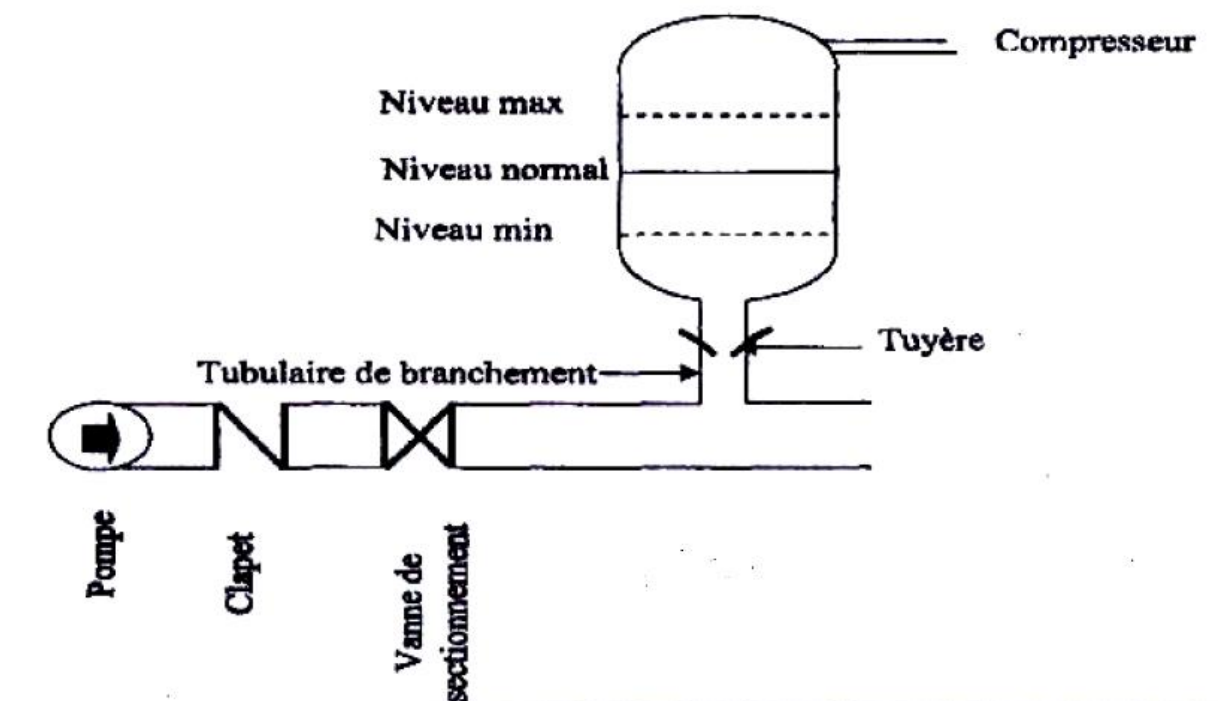 Compresseur
Niveau max
Niveau normal
Niveau min
Tuyère
Tubulaire de branchement
Pompe
Clapet
Vanne de
sectionnement